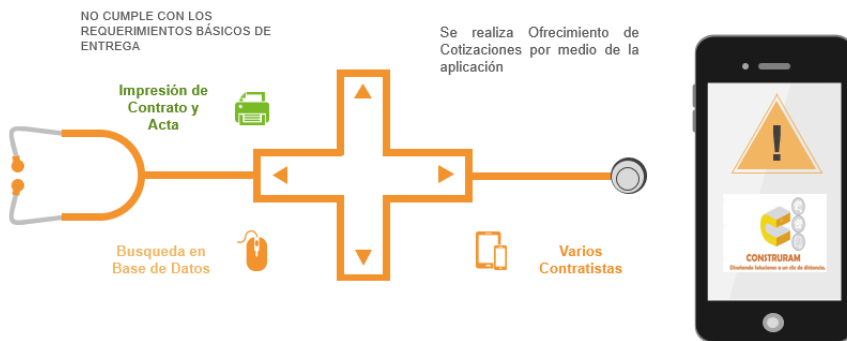 NO CUMPLE CON LOS
REQUERIMIENTOS BÁSICOS DE
ENTREGA
Se realiza Ofrecimiento de
Cotizaciones por medio de la
aplicación
Impresión de
Contrato y
Acta
Busqueda en
Base de Datos
Varios
Contratistas
!
CONSTRURAM
Diseñando Soluciones a un clic de distancia.